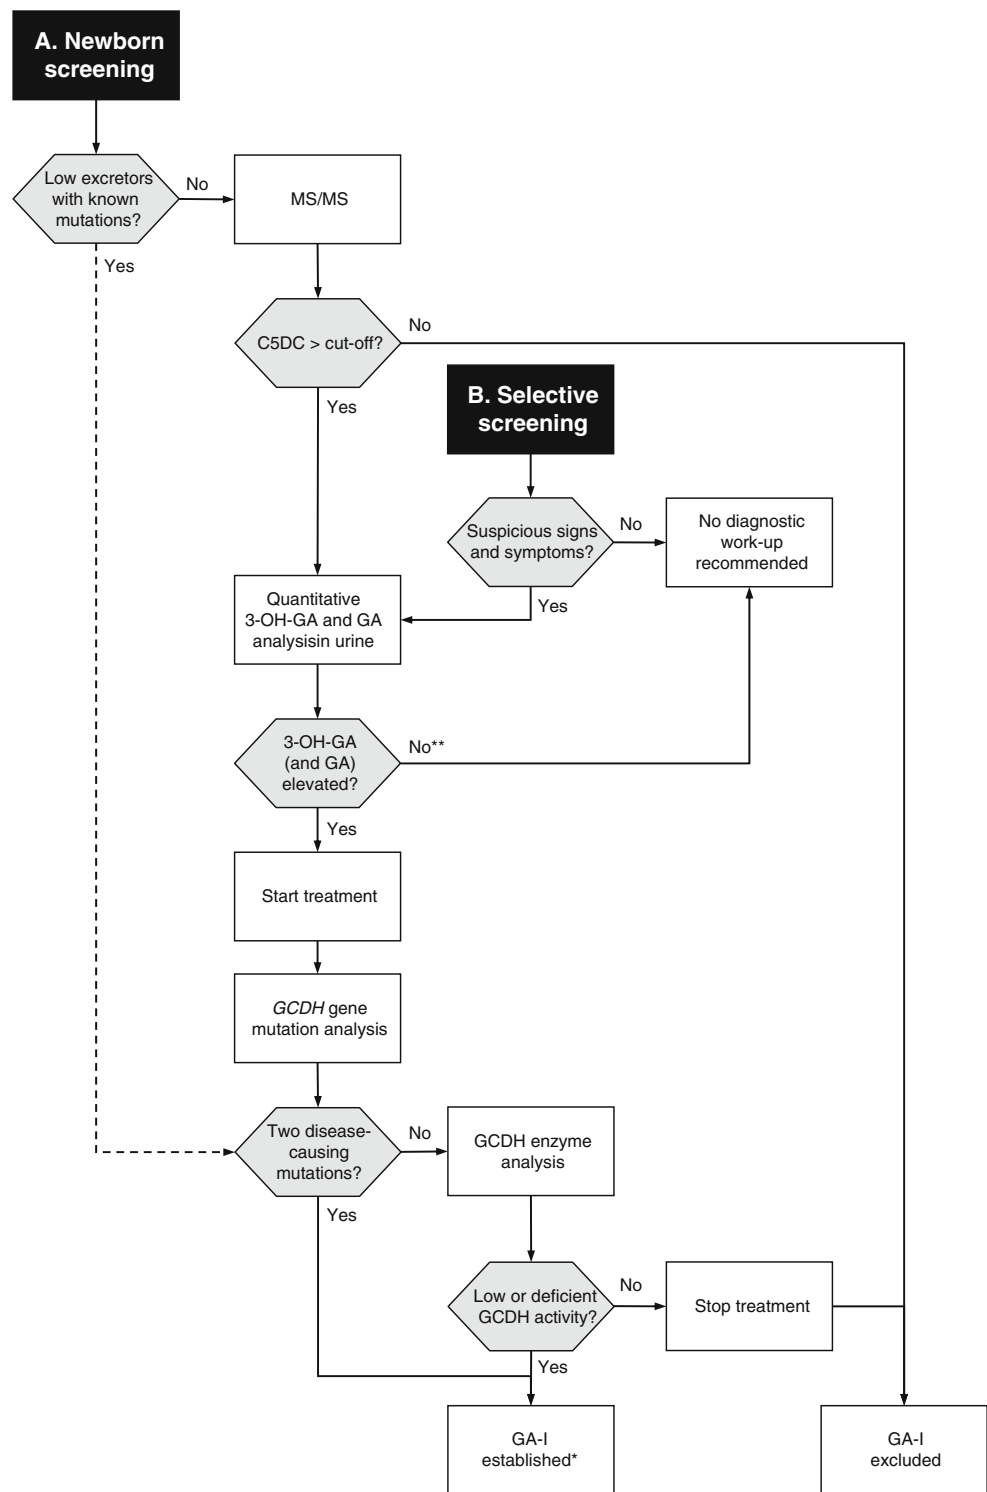 A. Newborn
screening
Low excretors
with known
mutations?
No
Yes
MS/MS
C5DC > cut-off?
No
Yes
B. Selective
screening
Suspicious signs
and symptoms?
No
Yes
No diagnostic
work-up
recommended
Quantitative
3-OH-GA and GA
analysisin urine
3-OH-GA
(and GA)
elevated?
No**
Yes
Start treatment
GCDH gene
mutation analysis
Two disease-
causing
mutations?
No
Yes
GCDH enzyme
analysis
Low or deficient
GCDH activity?
No
Yes
Stop treatment
GA-I
established*
GA-I
excluded